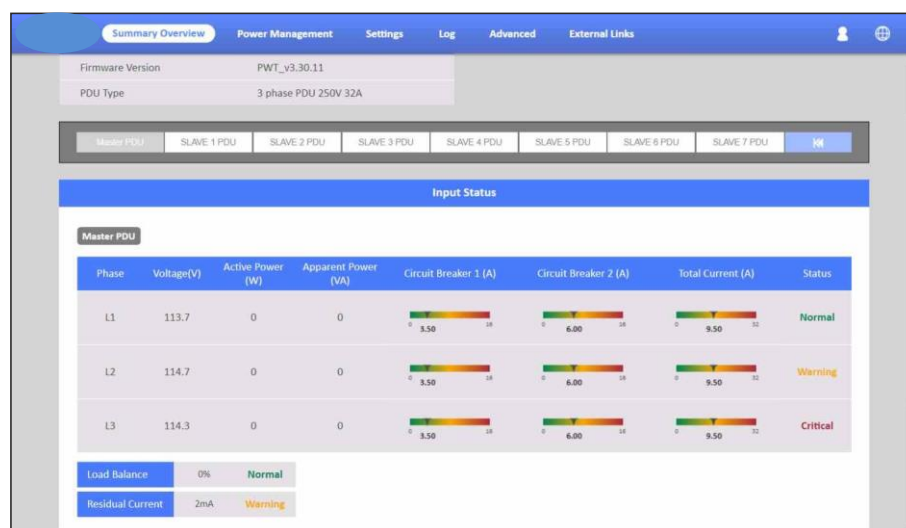 Summary Overview Power Management Settings Log Advanced External Links
Firmware Version PWT_v3.30.11
PDU Type 3 phase PDU 250V 32A
Master PDU SLAVE 1 PDU SLAVE 2 PDU SLAVE 3 PDU SLAVE 4 PDU SLAVE 5 PDU SLAVE 6 PDU SLAVE 7 PDU
Input Status
Master PDU
Phase Voltage(V) Active Power (W) Apparent Power (VA) Circuit Breaker 1 (A) Circuit Breaker 2 (A) Total Current (A) Status
L1 113.7 0 0 0 3.50 16 0 6.00 16 0 9.50 32 Normal
L2 114.7 0 0 0 3.50 16 0 6.00 16 0 9.50 32 Warning
L3 114.3 0 0 0 3.50 16 0 6.00 16 0 9.50 32 Critical
Load Balance 0% Normal
Residual Current 2mA Warning